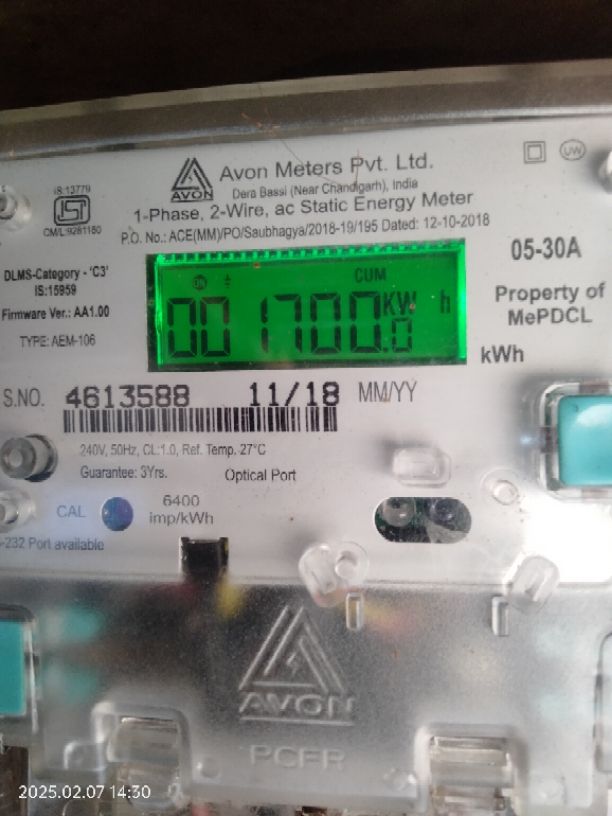 Avon Meters Pvt. Ltd.
AVON
Dera Bassi (Near Chandigarh), India
IS:13779
ISI
CM/L:9281180
1-Phase, 2-Wire, ac Static Energy Meter
P.O. No.: ACE(MM)/PO/Saubhagya/2018-19/195 Dated: 12-10-2018
UW
DLMS-Category - 'C3'
IS:15959
Firmware Ver.: AA1.00
TYPE: AEM-106
ON
CUM
001700.0 KW h
05-30A
Property of
MePDCL
kWh
S.NO. 4613588 11/18 MM/YY
240V, 50Hz, CL:1.0, Ref. Temp. 27°C
Guarantee: 3Yrs.
Optical Port
CAL
6400
imp/kWh
-232 Port available
AVON
PCFR
2025.02.07 14:30